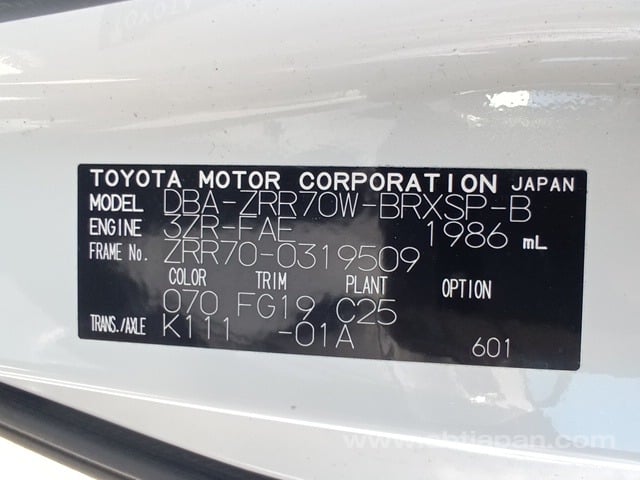 TOYOTA MOTOR CORPORATION JAPAN
MODEL DBA-ZRR70W-BRXSP-B
ENGINE 3ZR-FAE 1986 mL
FRAME No. ZRR70-0319509
COLOR TRIM PLANT OPTION
070 FG19 C25
TRANS./AXLE K111 -01A
601